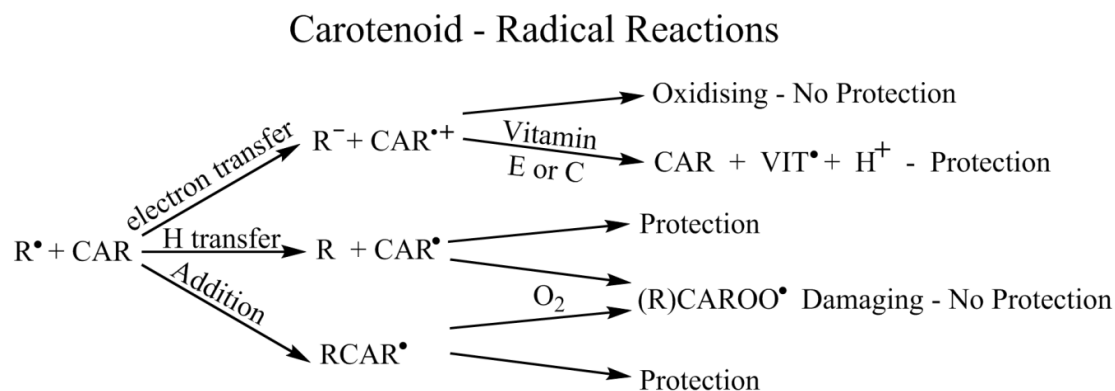 Carotenoid - Radical Reactions
Oxidising - No Protection
electron transfer
R⁻ + CAR•+
Vitamin
E or C
CAR + VIT• + H+ - Protection
Protection
R• + CAR
H transfer
R + CAR•
Addition
O₂
(R)CAROO• Damaging - No Protection
RCAR•
Protection